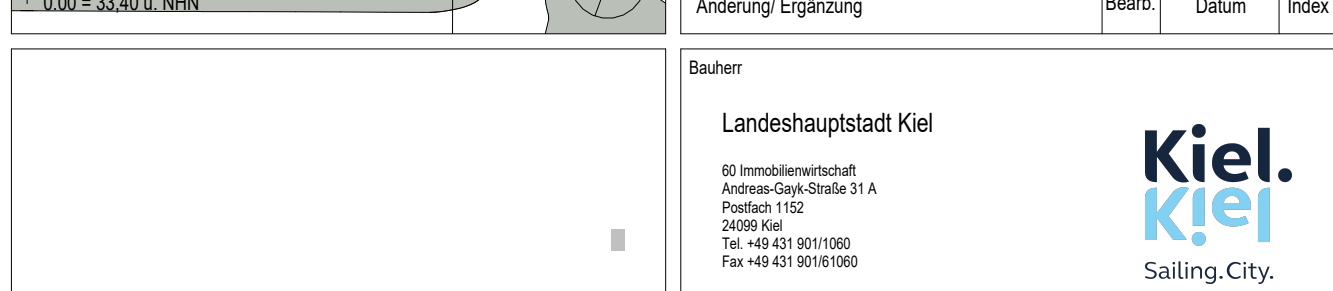 0.00 = 33,40 ü. NHN
Änderung/ Ergänzung
Bearb.
Datum
Index
Bauherr
Landeshauptstadt Kiel
60 Immobilienwirtschaft
Andreas-Gayk-Straße 31 A
Postfach 1152
24099 Kiel
Tel. +49 431 901/1060
Fax +49 431 901/61060
Kiel.
Kiel
Sailing.City.